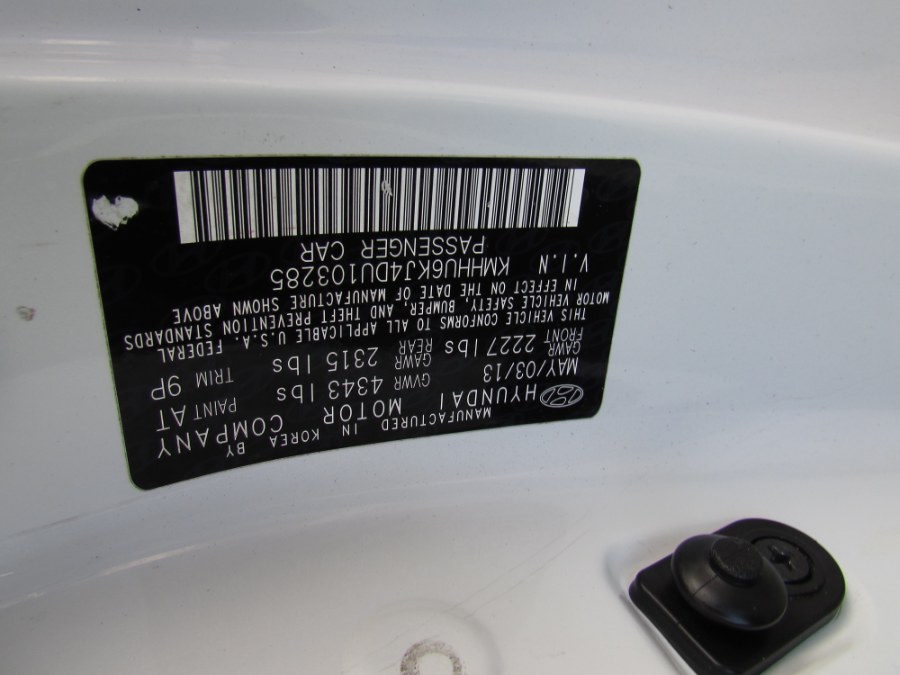 MANUFACTURED IN KOREA BY
HYUNDAI MOTOR COMPANY
MAY/03/13 GVWR 4343 lbs PAINT AT
GAWR FRONT 2227 lbs GAWR REAR 2315 lbs TRIM 9P
THIS VEHICLE CONFORMS TO ALL APPLICABLE U.S.A. FEDERAL
MOTOR VEHICLE SAFETY, BUMPER, AND THEFT PREVENTION STANDARDS
IN EFFECT ON THE DATE OF MANUFACTURE SHOWN ABOVE
V.I.N KMHHU6KJ4DU103285
PASSENGER CAR